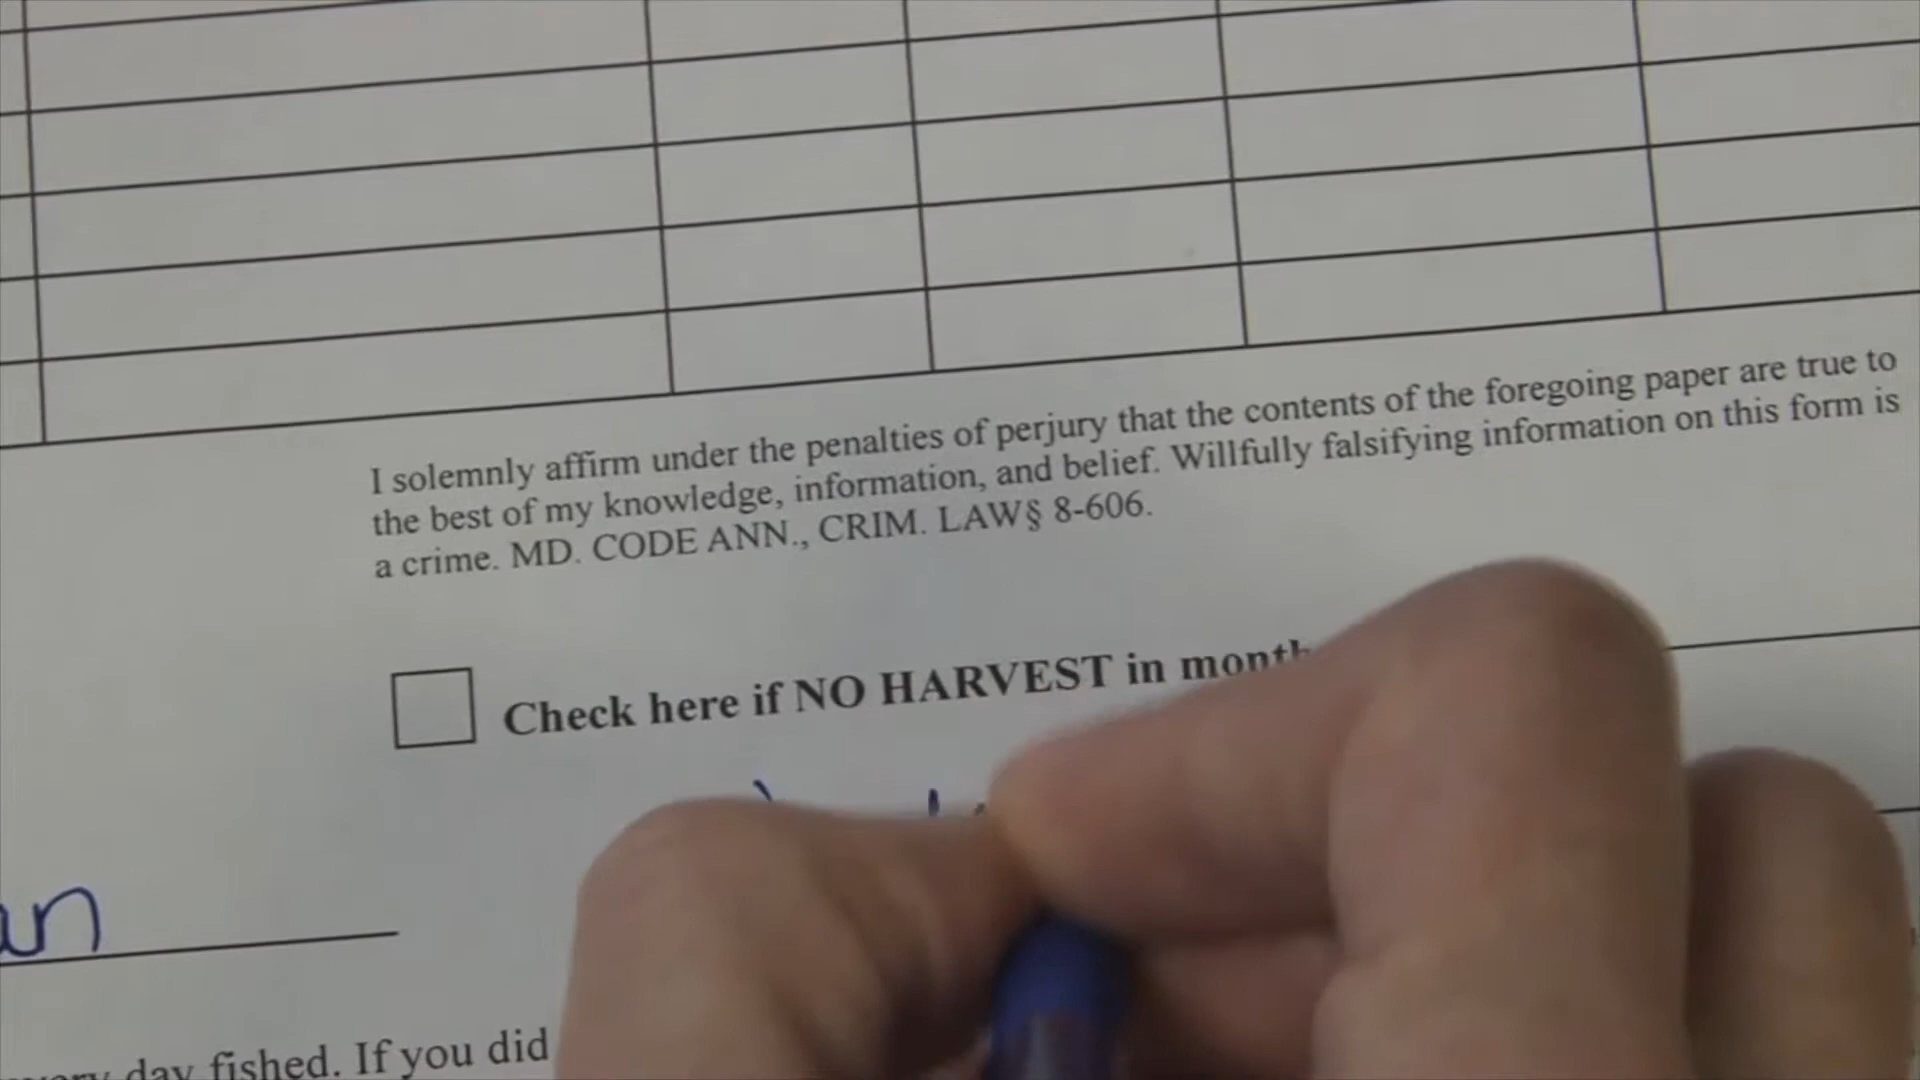 I solemnly affirm under the penalties of perjury that the contents of the foregoing paper are true to
the best of my knowledge, information, and belief. Willfully falsifying information on this form is
a crime. MD. CODE ANN., CRIM. LAW§ 8-606.
Check here if NO HARVEST in month
an
day fished. If you did